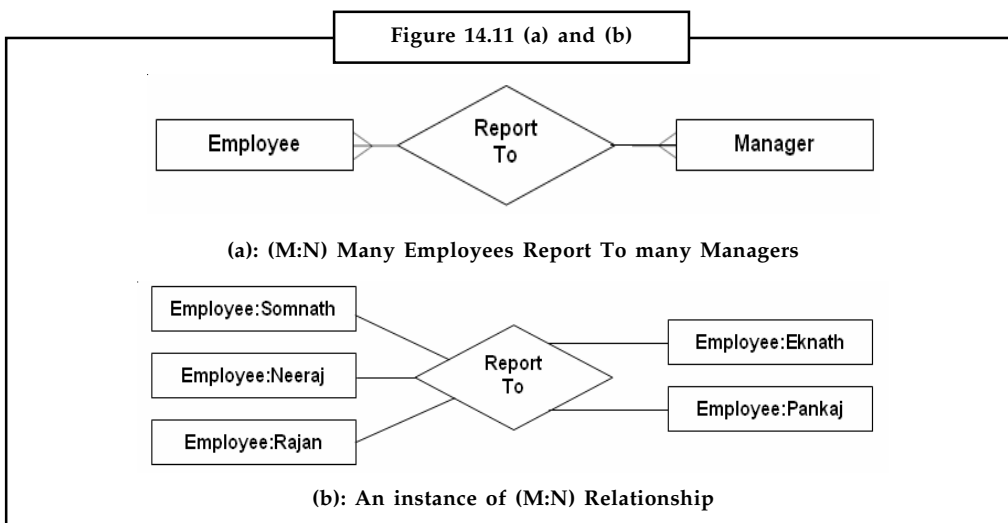 Figure 14.11 (a) and (b)
Employee
Report
To
Manager
(a): (M:N) Many Employees Report To many Managers
Employee:Somnath
Employee:Neeraj
Employee:Rajan
Report
To
Employee:Eknath
Employee:Pankaj
(b): An instance of (M:N) Relationship